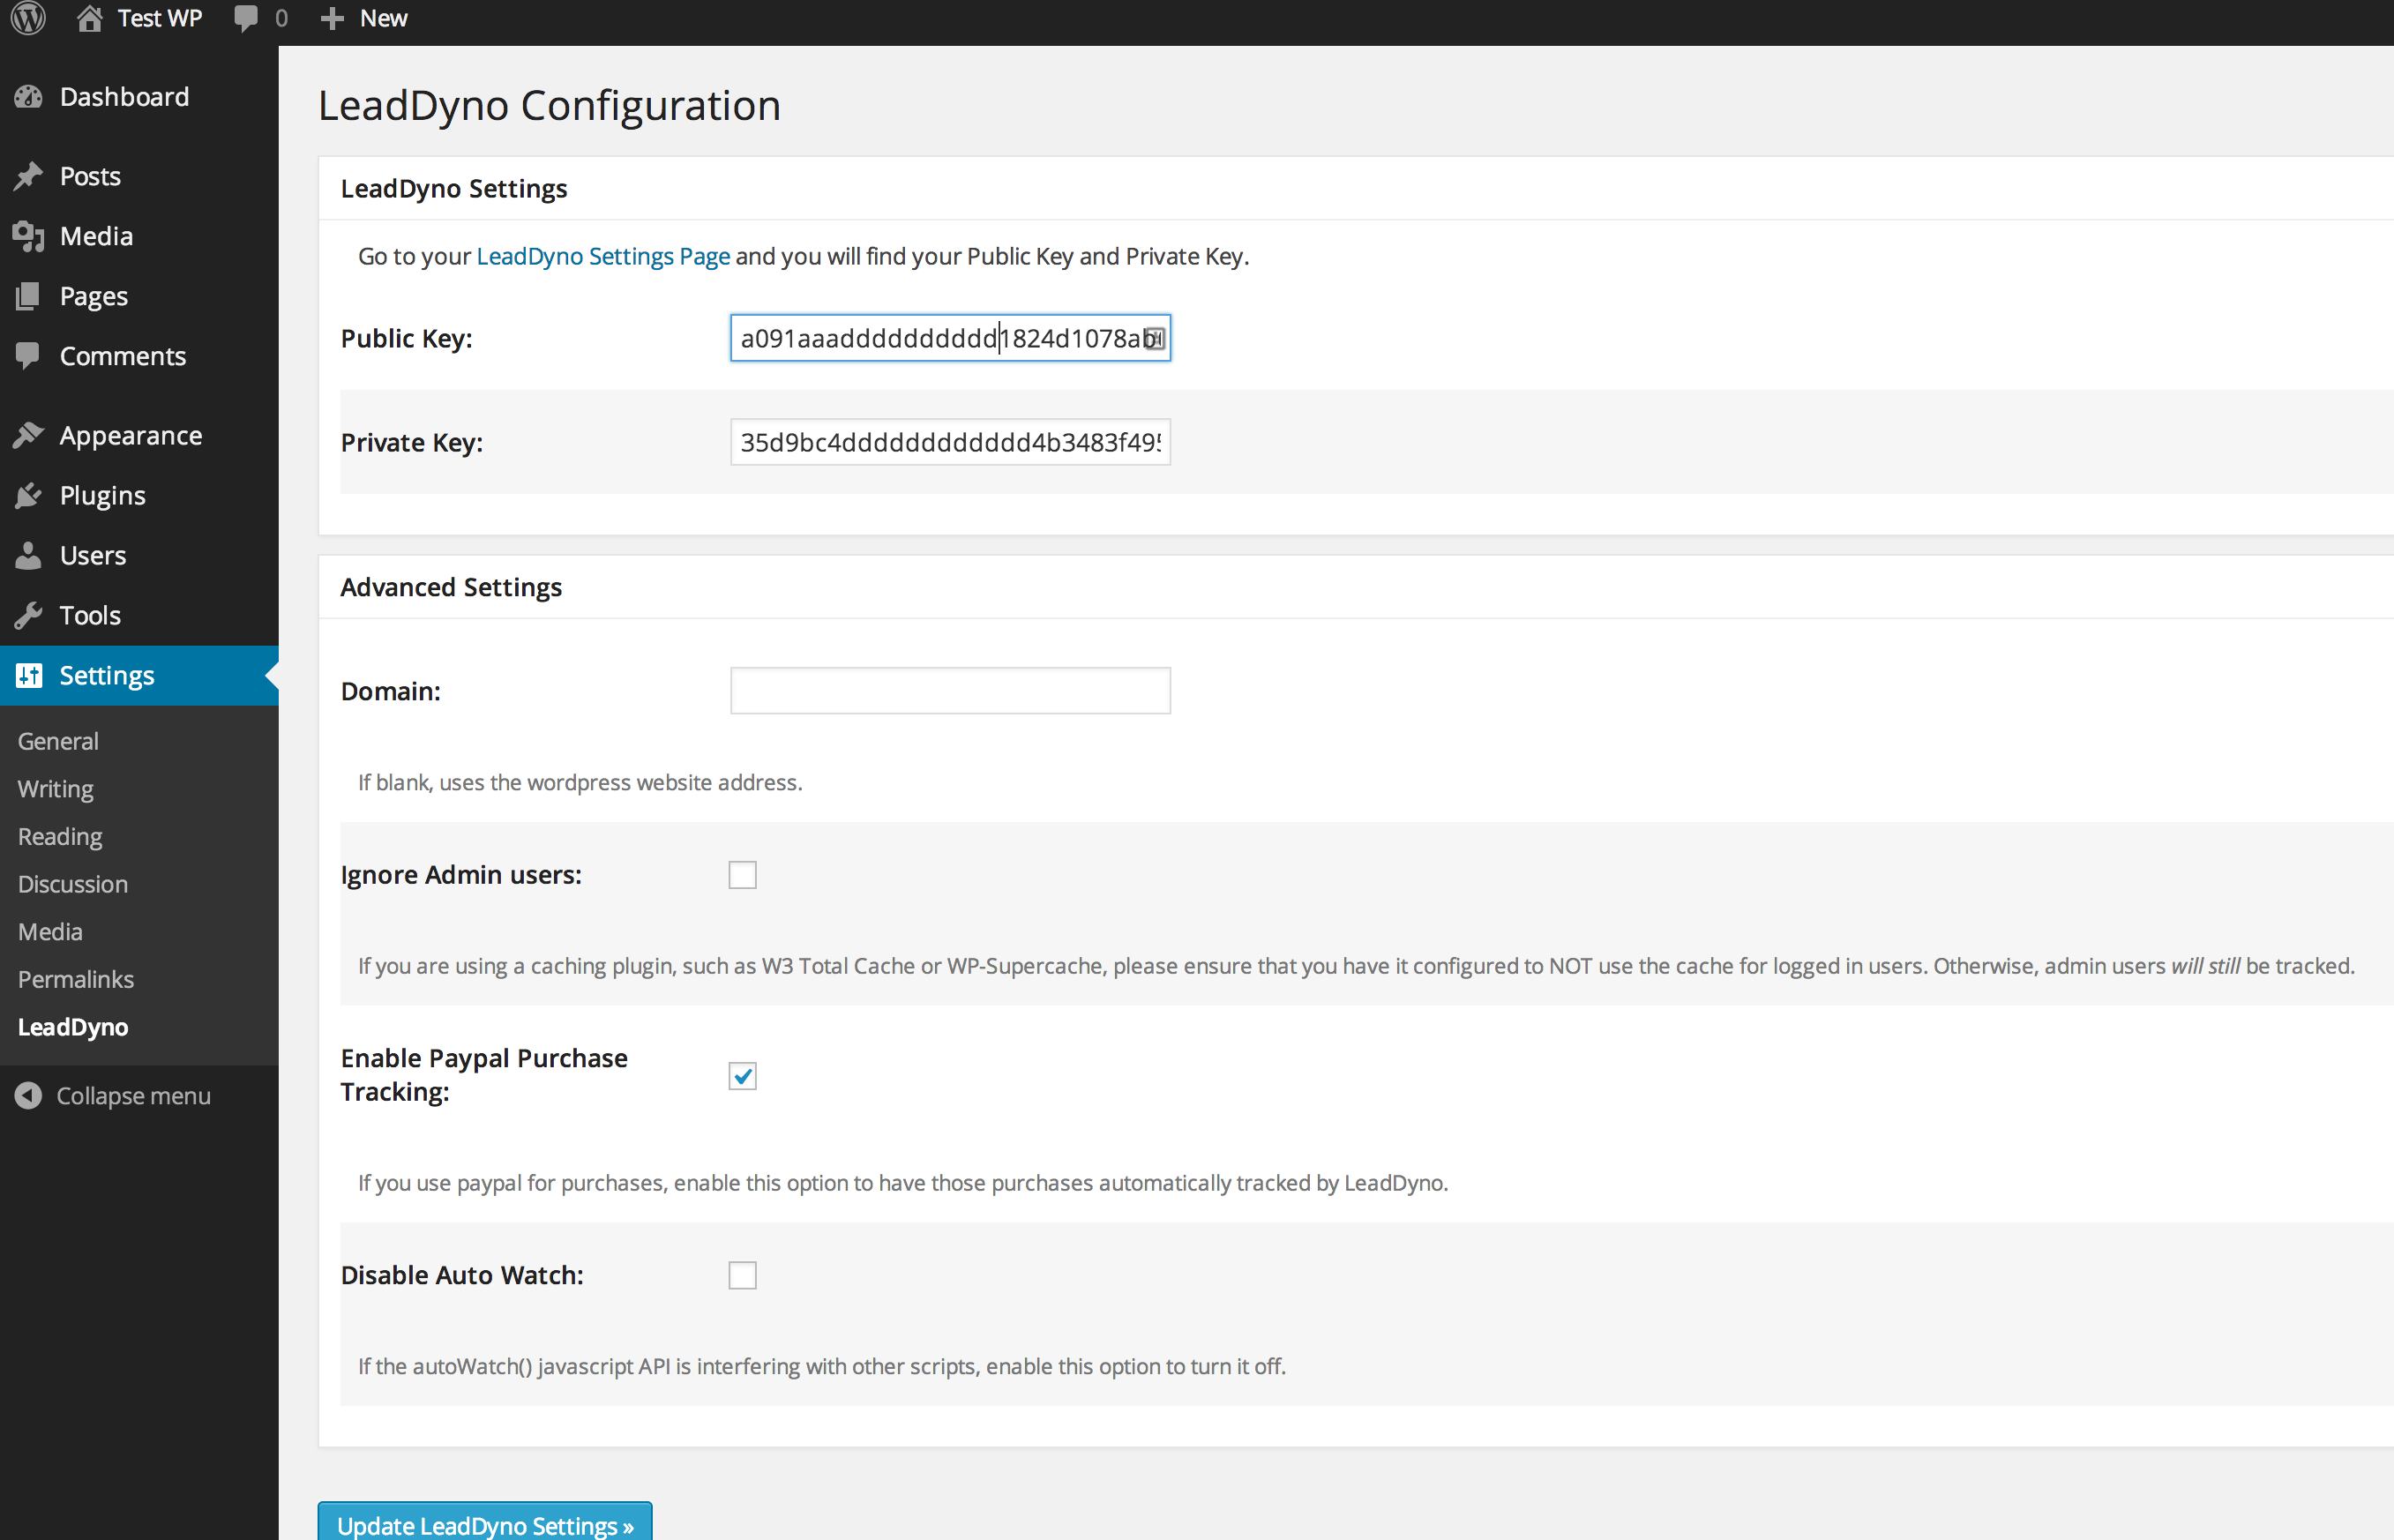 Test WP 0 New
Dashboard
Posts
Media
Pages
Comments
Appearance
Plugins
Users
Tools
Settings
General
Writing
Reading
Discussion
Media
Permalinks
LeadDyno
Collapse menu
LeadDyno Configuration
LeadDyno Settings
Go to your LeadDyno Settings Page and you will find your Public Key and Private Key.
Public Key:
Private Key:
Advanced Settings
Domain:
If blank, uses the wordpress website address.
Ignore Admin users:
If you are using a caching plugin, such as W3 Total Cache or WP-Supercache, please ensure that you have it configured to NOT use the cache for logged in users. Otherwise, admin users will still be tracked.
Enable Paypal Purchase
Tracking:
If you use paypal for purchases, enable this option to have those purchases automatically tracked by LeadDyno.
Disable Auto Watch:
If the autoWatch() javascript API is interfering with other scripts, enable this option to turn it off.
Update LeadDyno Settings »